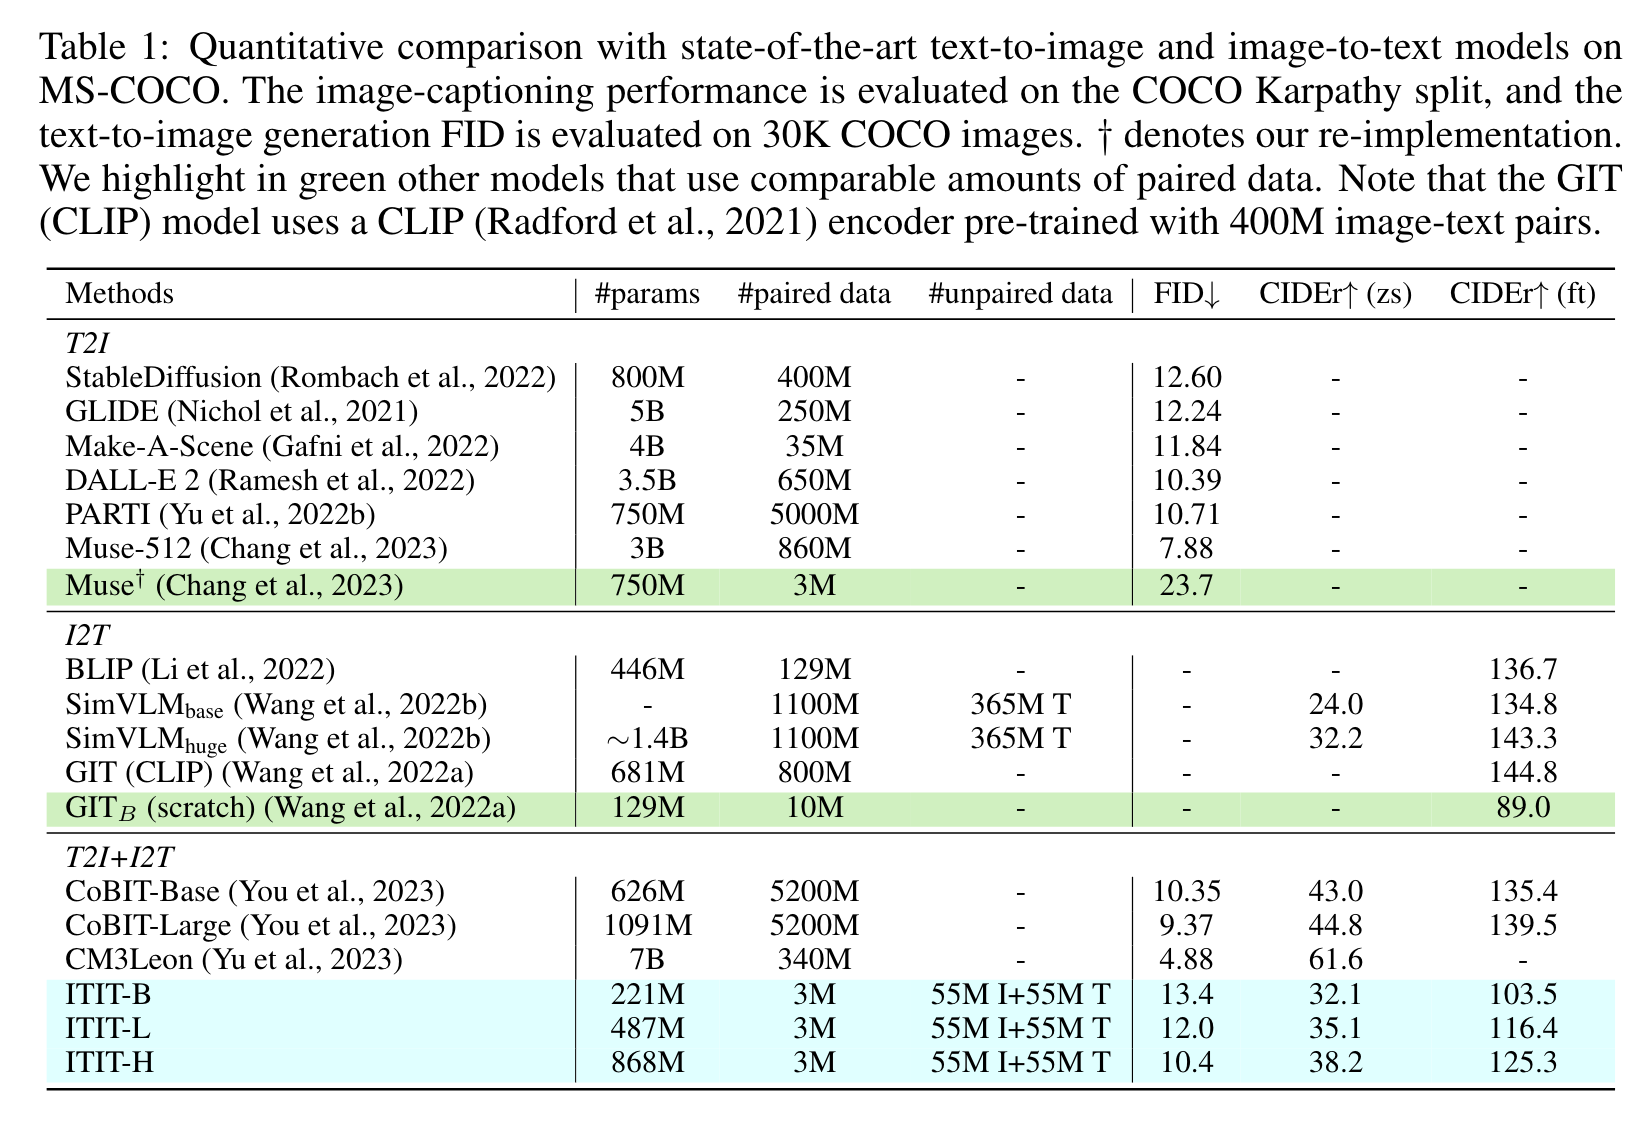 Table 1: Quantitative comparison with state-of-the-art text-to-image and image-to-text models on
MS-COCO. The image-captioning performance is evaluated on the COCO Karpathy split, and the
text-to-image generation FID is evaluated on 30K COCO images. † denotes our re-implementation.
We highlight in green other models that use comparable amounts of paired data. Note that the GIT
(CLIP) model uses a CLIP (Radford et al., 2021) encoder pre-trained with 400M image-text pairs.
Methods #params #paired data #unpaired data FID↓ CIDEr↑ (zs) CIDEr↑ (ft)
T2I
StableDiffusion (Rombach et al., 2022) 800M 400M - 12.60 - -
GLIDE (Nichol et al., 2021) 5B 250M - 12.24 - -
Make-A-Scene (Gafni et al., 2022) 4B 35M - 11.84 - -
DALL-E 2 (Ramesh et al., 2022) 3.5B 650M - 10.39 - -
PARTI (Yu et al., 2022b) 750M 5000M - 10.71 - -
Muse-512 (Chang et al., 2023) 3B 860M - 7.88 - -
Muse† (Chang et al., 2023) 750M 3M - 23.7 - -
I2T
BLIP (Li et al., 2022) 446M 129M - - - 136.7
SimVLMbase (Wang et al., 2022b) - 1100M 365M T - 24.0 134.8
SimVLMhuge (Wang et al., 2022b) ∼1.4B 1100M 365M T - 32.2 143.3
GIT (CLIP) (Wang et al., 2022a) 681M 800M - - - 144.8
GITB (scratch) (Wang et al., 2022a) 129M 10M - - - 89.0
T2I+I2T
CoBIT-Base (You et al., 2023) 626M 5200M - 10.35 43.0 135.4
CoBIT-Large (You et al., 2023) 1091M 5200M - 9.37 44.8 139.5
CM3Leon (Yu et al., 2023) 7B 340M - 4.88 61.6 -
ITIT-B 221M 3M 55M I+55M T 13.4 32.1 103.5
ITIT-L 487M 3M 55M I+55M T 12.0 35.1 116.4
ITIT-H 868M 3M 55M I+55M T 10.4 38.2 125.3